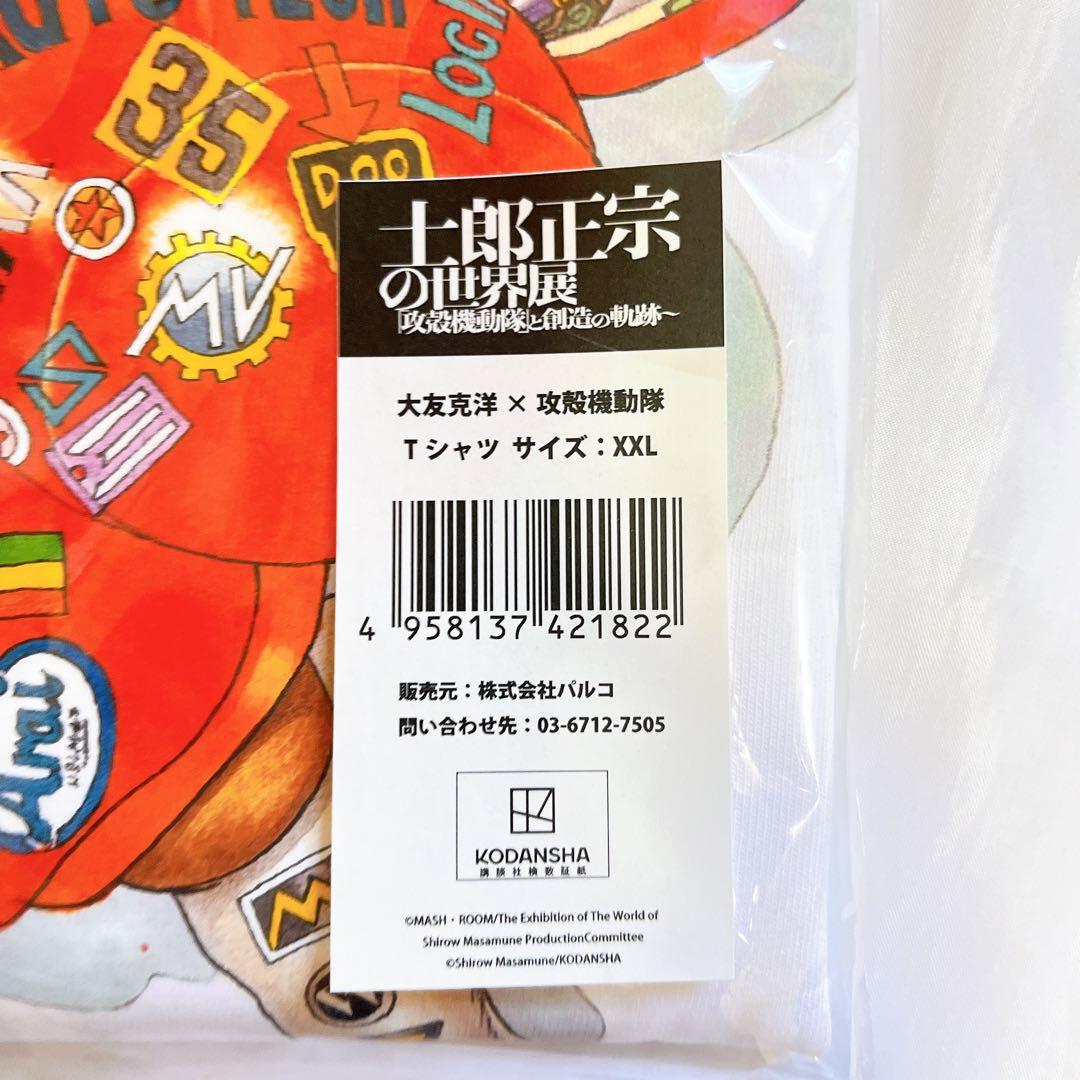 35
Loc
DOO
MV
Arai
士郎正宗
の世界展
「攻殻機動隊」と創造の軌跡～
大友克洋 × 攻殻機動隊
Tシャツ サイズ：XXL
4 958137 421822
販売元：株式会社パルコ
問い合わせ先：03-6712-7505
KODANSHA
講談社検数証紙
©MASH・ROOM/The Exhibition of The World of
Shirow Masamune ProductionCommittee
©Shirow Masamune/KODANSHA